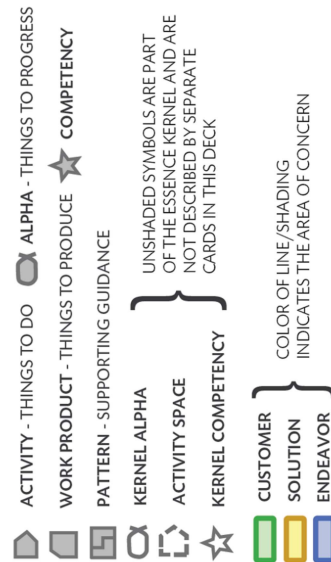 ACTIVITY - THINGS TO DO
ALPHA - THINGS TO PROGRESS
WORK PRODUCT - THINGS TO PRODUCE
COMPETENCY
PATTERN - SUPPORTING GUIDANCE
KERNEL ALPHA
ACTIVITY SPACE
KERNEL COMPETENCY
UNSHADED SYMBOLS ARE PART
OF THE ESSENCE KERNEL AND ARE
NOT DESCRIBED BY SEPARATE
CARDS IN THIS DECK
CUSTOMER
SOLUTION
ENDEAVOR
COLOR OF LINE/SHADING
INDICATES THE AREA OF CONCERN